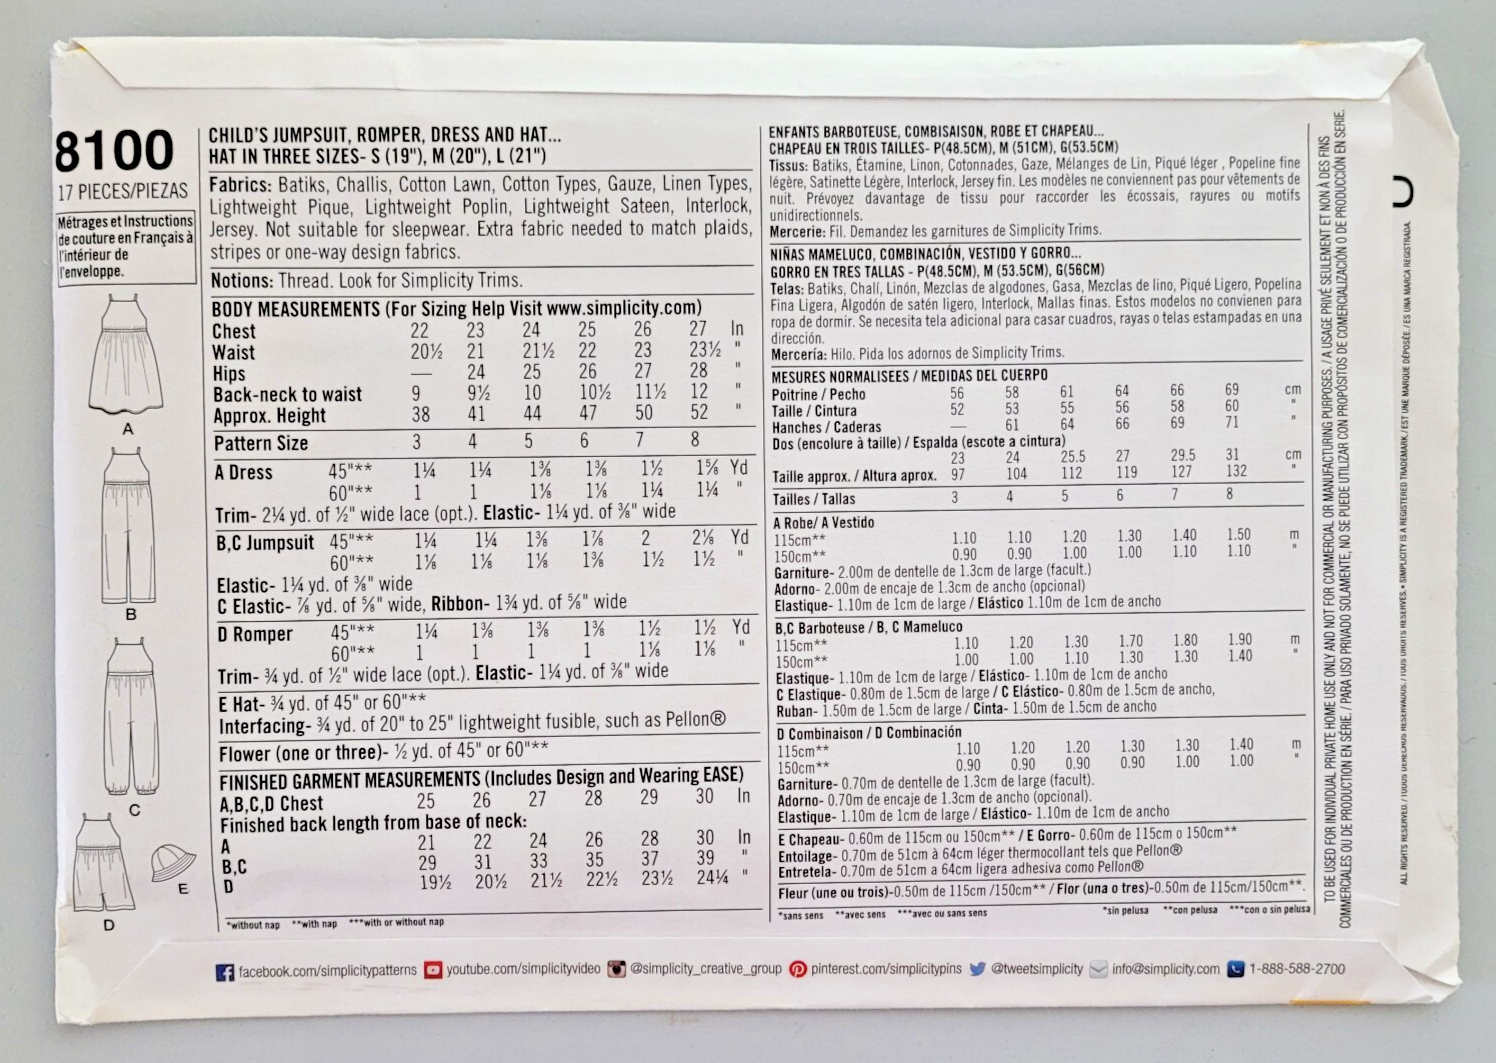 8100
17 PIECES/PIEZAS
Métrages et Instructions
de couture en Français à
l'intérieur de
l'enveloppe.
A
B
C
D
E
CHILD'S JUMPSUIT, ROMPER, DRESS AND HAT...
HAT IN THREE SIZES- S (19"), M (20"), L (21")
Fabrics: Batiks, Challis, Cotton Lawn, Cotton Types, Gauze, Linen Types,
Lightweight Pique, Lightweight Poplin, Lightweight Sateen, Interlock,
Jersey. Not suitable for sleepwear. Extra fabric needed to match plaids,
stripes or one-way design fabrics.
Notions: Thread. Look for Simplicity Trims.
BODY MEASUREMENTS (For Sizing Help Visit www.simplicity.com)
Chest 22 23 24 25 26 27 In
Waist 20½ 21 21½ 22 23 23½ "
Hips — 24 25 26 27 28 "
Back-neck to waist 9 9½ 10 10½ 11½ 12 "
Approx. Height 38 41 44 47 50 52 "
Pattern Size 3 4 5 6 7 8
A Dress 45"** 1¼ 1¼ 1⅜ 1⅜ 1½ 1⅝ Yd
60"** 1 1 1⅛ 1⅛ 1¼ 1¼ "
Trim- 2¼ yd. of ½" wide lace (opt.). Elastic- 1¼ yd. of ⅜" wide
B,C Jumpsuit 45"** 1¼ 1¼ 1⅜ 1⅞ 2 2⅛ Yd
60"** 1⅛ 1⅛ 1⅛ 1⅜ 1½ 1½ "
Elastic- 1¼ yd. of ⅜" wide
C Elastic- ⅞ yd. of ⅝" wide, Ribbon- 1¾ yd. of ⅝" wide
D Romper 45"** 1¼ 1⅜ 1⅜ 1⅜ 1½ 1½ Yd
60"** 1 1 1 1 1⅛ 1⅛ "
Trim- ¾ yd. of ½" wide lace (opt.). Elastic- 1¼ yd. of ⅜" wide
E Hat- ¾ yd. of 45" or 60"**
Interfacing- ¾ yd. of 20" to 25" lightweight fusible, such as Pellon®
Flower (one or three)- ½ yd. of 45" or 60"**
FINISHED GARMENT MEASUREMENTS (Includes Design and Wearing EASE)
A,B,C,D Chest 25 26 27 28 29 30 In
Finished back length from base of neck:
A 21 22 24 26 28 30 In
B,C 29 31 33 35 37 39 "
D 19½ 20½ 21½ 22½ 23½ 24¼ "
*without nap **with nap ***with or without nap
ENFANTS BARBOTEUSE, COMBISAISON, ROBE ET CHAPEAU...
CHAPEAU EN TROIS TAILLES- P(48.5CM), M (51CM), G(53.5CM)
Tissus: Batiks, Étamine, Linon, Cotonnades, Gaze, Mélanges de Lin, Piqué léger , Popeline fine
légère, Satinette Légère, Interlock, Jersey fin. Les modèles ne conviennent pas pour vêtements de
nuit. Prévoyez davantage de tissu pour raccorder les écossais, rayures ou motifs
unidirectionnels.
Mercerie: Fil. Demandez les garnitures de Simplicity Trims.
NIÑAS MAMELUCO, COMBINACIÓN, VESTIDO Y GORRO...
GORRO EN TRES TALLAS - P(48.5CM), M (53.5CM), G(56CM)
Telas: Batiks, Chalí, Linón, Mezclas de algodones, Gasa, Mezclas de lino, Piqué Ligero, Popelina
Fina Ligera, Algodón de satén ligero, Interlock, Mallas finas. Estos modelos no convienen para
ropa de dormir. Se necesita tela adicional para casar cuadros, rayas o telas estampadas en una
dirección.
Mercería: Hilo. Pida los adornos de Simplicity Trims.
MESURES NORMALISEES / MEDIDAS DEL CUERPO
Poitrine / Pecho 56 58 61 64 66 69 cm
Taille / Cintura 52 53 55 56 58 60 "
Hanches / Caderas — 61 64 66 69 71 "
Dos (encolure à taille) / Espalda (escote a cintura)
23 24 25.5 27 29.5 31 cm
Taille approx. / Altura aprox. 97 104 112 119 127 132 "
Tailles / Tallas 3 4 5 6 7 8
A Robe/ A Vestido
115cm** 1.10 1.10 1.20 1.30 1.40 1.50 m
150cm** 0.90 0.90 1.00 1.00 1.10 1.10 "
Garniture- 2.00m de dentelle de 1.3cm de large (facult.)
Adorno- 2.00m de encaje de 1.3cm de ancho (opcional)
Elastique- 1.10m de 1cm de large / Elástico 1.10m de 1cm de ancho
B,C Barboteuse / B, C Mameluco
115cm** 1.10 1.20 1.30 1.70 1.80 1.90 m
150cm** 1.00 1.00 1.10 1.30 1.30 1.40 "
Elastique- 1.10m de 1cm de large / Elástico- 1.10m de 1cm de ancho
C Elastique- 0.80m de 1.5cm de large / C Elástico- 0.80m de 1.5cm de ancho,
Ruban- 1.50m de 1.5cm de large / Cinta- 1.50m de 1.5cm de ancho
D Combinaison / D Combinación
115cm** 1.10 1.20 1.20 1.30 1.30 1.40 m
150cm** 0.90 0.90 0.90 0.90 1.00 1.00 "
Garniture- 0.70m de dentelle de 1.3cm de large (facult).
Adorno- 0.70m de encaje de 1.3cm de ancho (opcional).
Elastique- 1.10m de 1cm de large / Elástico- 1.10m de 1cm de ancho
E Chapeau- 0.60m de 115cm ou 150cm** / E Gorro- 0.60m de 115cm o 150cm**
Entoilage- 0.70m de 51cm à 64cm léger thermocollant tels que Pellon®
Entretela- 0.70m de 51cm a 64cm ligera adhesiva como Pellon®
Fleur (une ou trois)-0.50m de 115cm /150cm** / Flor (una o tres)-0.50m de 115cm/150cm**.
*sans sens **avec sens ***avec ou sans sens *sin pelusa **con pelusa ***con o sin pelusa
TO BE USED FOR INDIVIDUAL PRIVATE HOME USE ONLY AND NOT FOR COMMERCIAL OR MANUFACTURING PURPOSES. / A USAGE PRIVÉ SEULEMENT ET NON À DES FINS
COMMERCIALES OU DE PRODUCTION EN SÉRIE. / PARA USO PRIVADO SOLAMENTE, NO SE PUEDE UTILIZAR CON PROPÓSITOS DE COMERCIALIZACIÓN O DE PRODUCCIÓN EN SERIE.
ALL RIGHTS RESERVED. / TODOS DERECHOS RESERVADOS. / TOUS DROITS RESERVÉS. • SIMPLICITY IS A REGISTERED TRADEMARK./ EST UNE MARQUE DÉPOSÉE. / ES UNA MARCA REGISTRADA.
facebook.com/simplicitypatterns youtube.com/simplicityvideo @simplicity_creative_group pinterest.com/simplicitypins @tweetsimplicity info@simplicity.com 1-888-588-2700